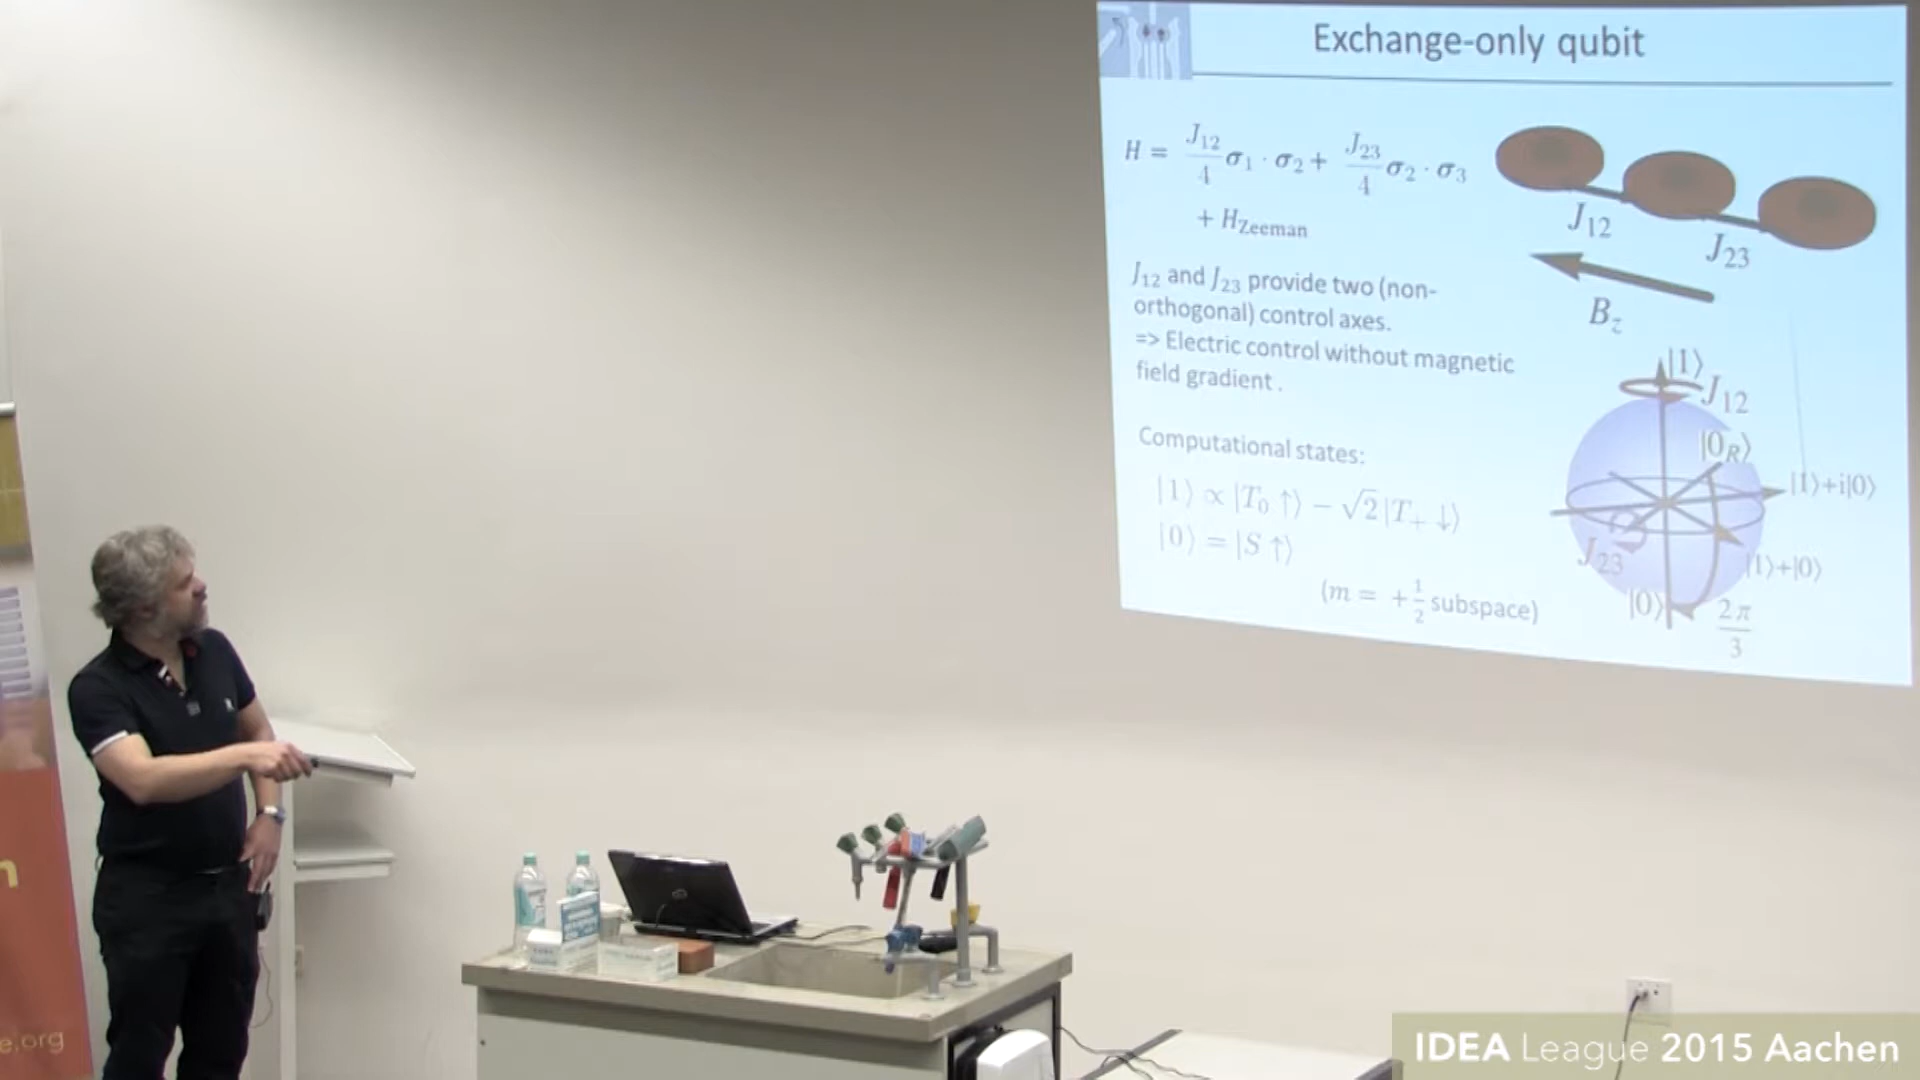 Exchange-only qubit
H = J12/4 σ1 · σ2 + J23/4 σ2 · σ3
+ HZeeman
J12
J23
Bz
J12 and J23 provide two (non-
orthogonal) control axes.
=> Electric control without magnetic
field gradient .
Computational states:
|1⟩ ∝ |T0 ↑⟩ − √2|T+ ↓⟩
|0⟩ = |S ↑⟩
(m = +1/2 subspace)
|1⟩
J12
|0R⟩
|1⟩+i|0⟩
J23
|1⟩+|0⟩
|0⟩
2π/3
n
e.org
IDEA League 2015 Aachen